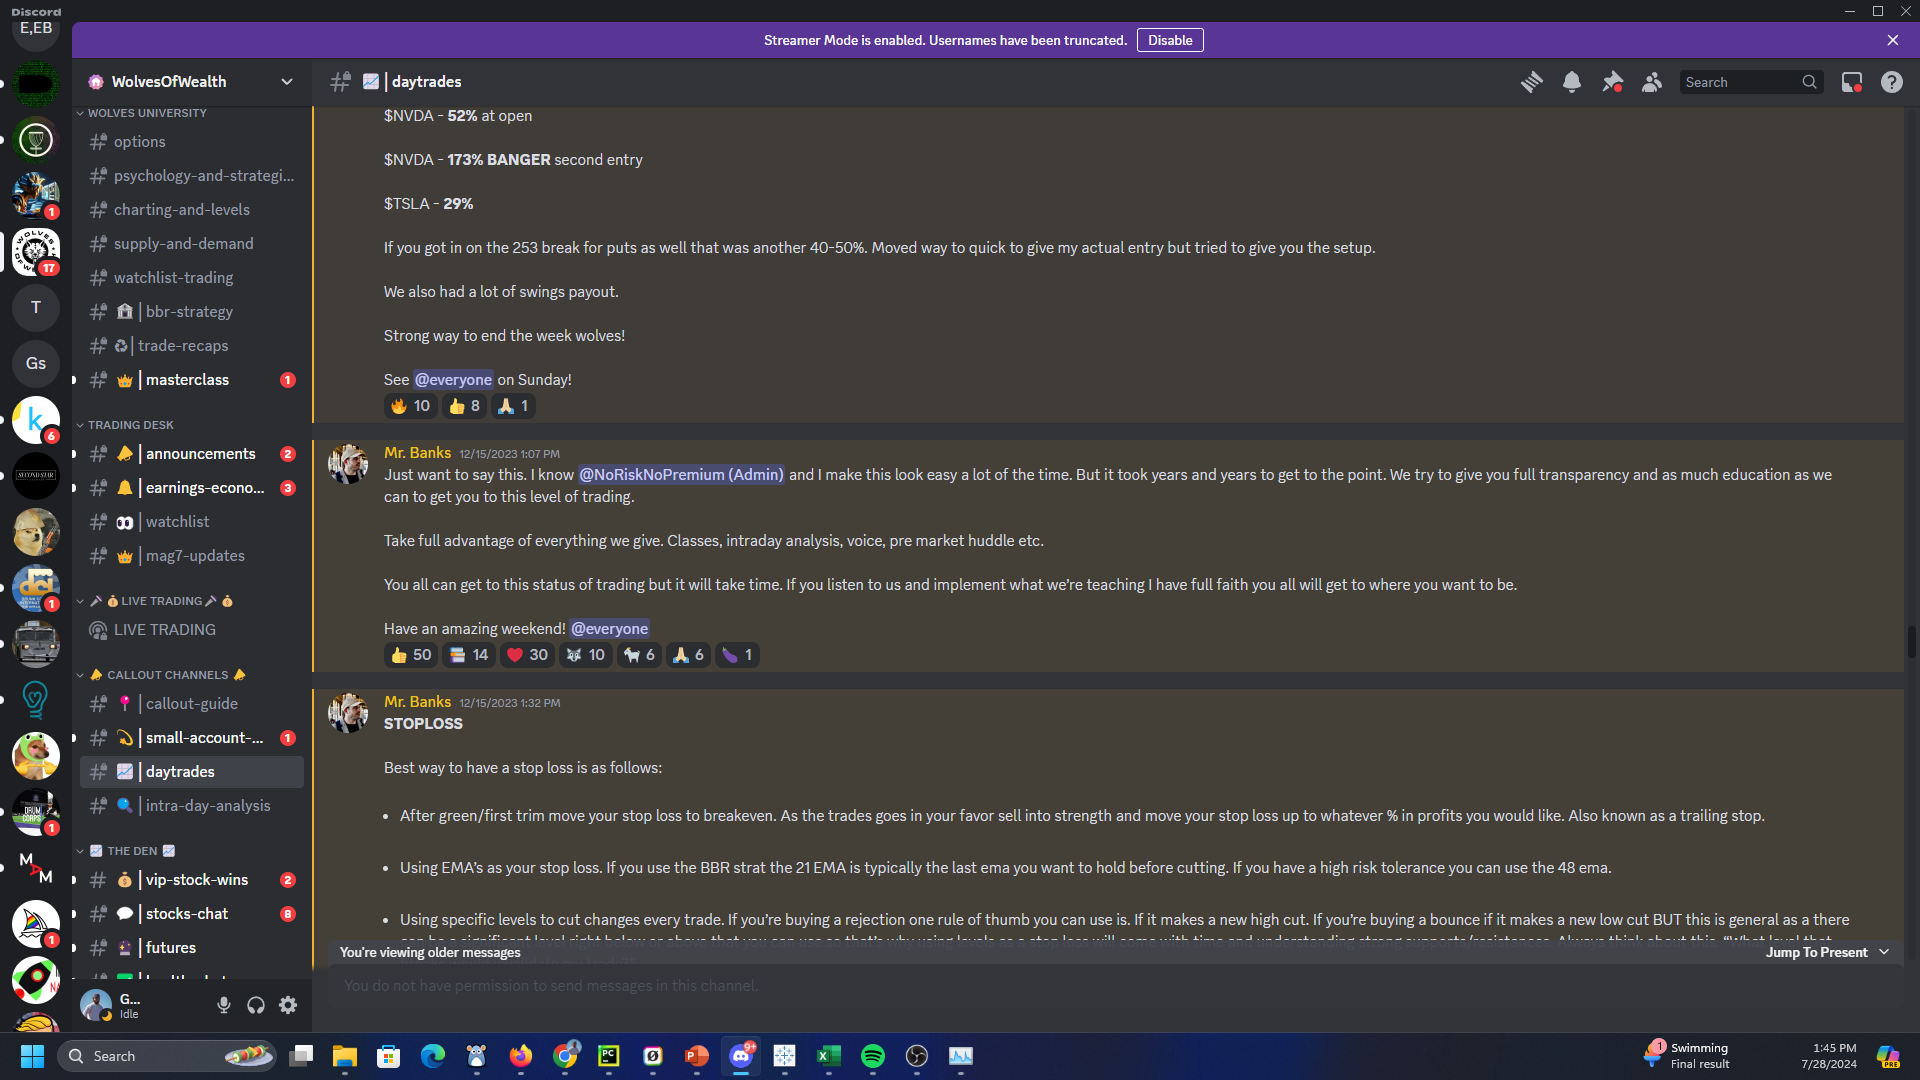 Discord
E,EB
Streamer Mode is enabled. Usernames have been truncated.
Disable
WolvesOfWealth
| daytrades
Search
WOLVES UNIVERSITY
options
psychology-and-strategi...
charting-and-levels
supply-and-demand
watchlist-trading
| bbr-strategy
| trade-recaps
| masterclass
1
TRADING DESK
| announcements
2
| earnings-econo...
3
| watchlist
| mag7-updates
LIVE TRADING
LIVE TRADING
CALLOUT CHANNELS
| callout-guide
| small-account-...
1
| daytrades
| intra-day-analysis
THE DEN
| vip-stock-wins
2
| stocks-chat
8
| futures
1
WOLVES
17
T
Gs
k
6
SECOND STAR
dci
1
DRUM CORPS
1
M A M
1
G...
Idle
$NVDA - 52% at open
$NVDA - 173% BANGER second entry
$TSLA - 29%
If you got in on the 253 break for puts as well that was another 40-50%. Moved way to quick to give my actual entry but tried to give you the setup.
We also had a lot of swings payout.
Strong way to end the week wolves!
See @everyone on Sunday!
10 8 1
Mr. Banks 12/15/2023 1:07 PM
Just want to say this. I know @NoRiskNoPremium (Admin) and I make this look easy a lot of the time. But it took years and years to get to the point. We try to give you full transparency and as much education as we
can to get you to this level of trading.
Take full advantage of everything we give. Classes, intraday analysis, voice, pre market huddle etc.
You all can get to this status of trading but it will take time. If you listen to us and implement what we're teaching I have full faith you all will get to where you want to be.
Have an amazing weekend! @everyone
50 14 30 10 6 6 1
Mr. Banks 12/15/2023 1:32 PM
STOPLOSS
Best way to have a stop loss is as follows:
• After green/first trim move your stop loss to breakeven. As the trades goes in your favor sell into strength and move your stop loss up to whatever % in profits you would like. Also known as a trailing stop.
• Using EMA's as your stop loss. If you use the BBR strat the 21 EMA is typically the last ema you want to hold before cutting. If you have a high risk tolerance you can use the 48 ema.
• Using specific levels to cut changes every trade. If you're buying a rejection one rule of thumb you can use is. If it makes a new high cut. If you're buying a bounce if it makes a new low cut BUT this is general as a there
You're viewing older messages
Jump To Present
You do not have permission to send messages in this channel.
Search
PC
9+
1
Swimming
Final result
1:45 PM
7/28/2024
PRE